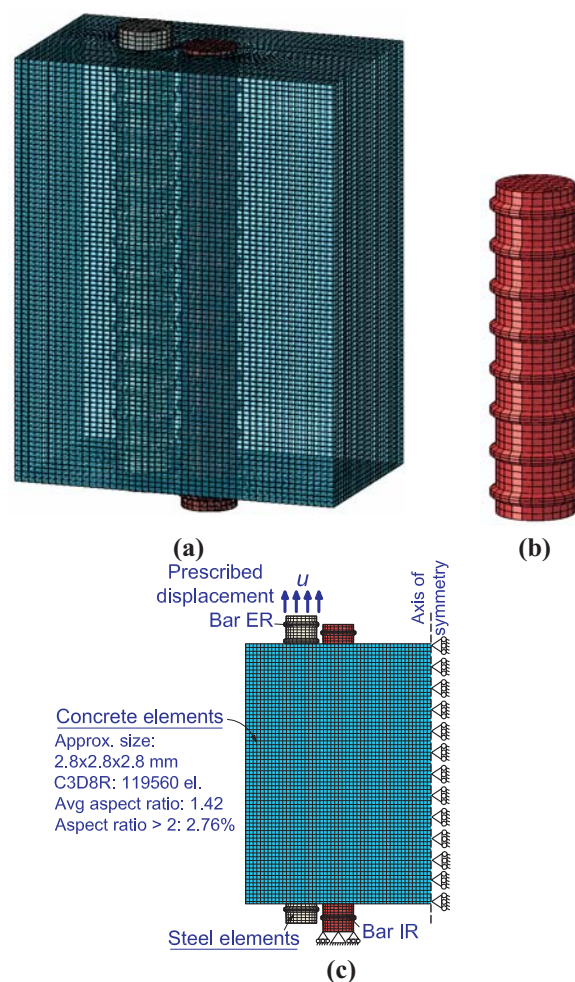 (a)
(b)
Prescribed
displacement
u
Bar ER
Axis of
symmetry
Concrete elements
Approx. size:
2.8x2.8x2.8 mm
C3D8R: 119560 el.
Avg aspect ratio: 1.42
Aspect ratio > 2: 2.76%
Steel elements
Bar IR
(c)